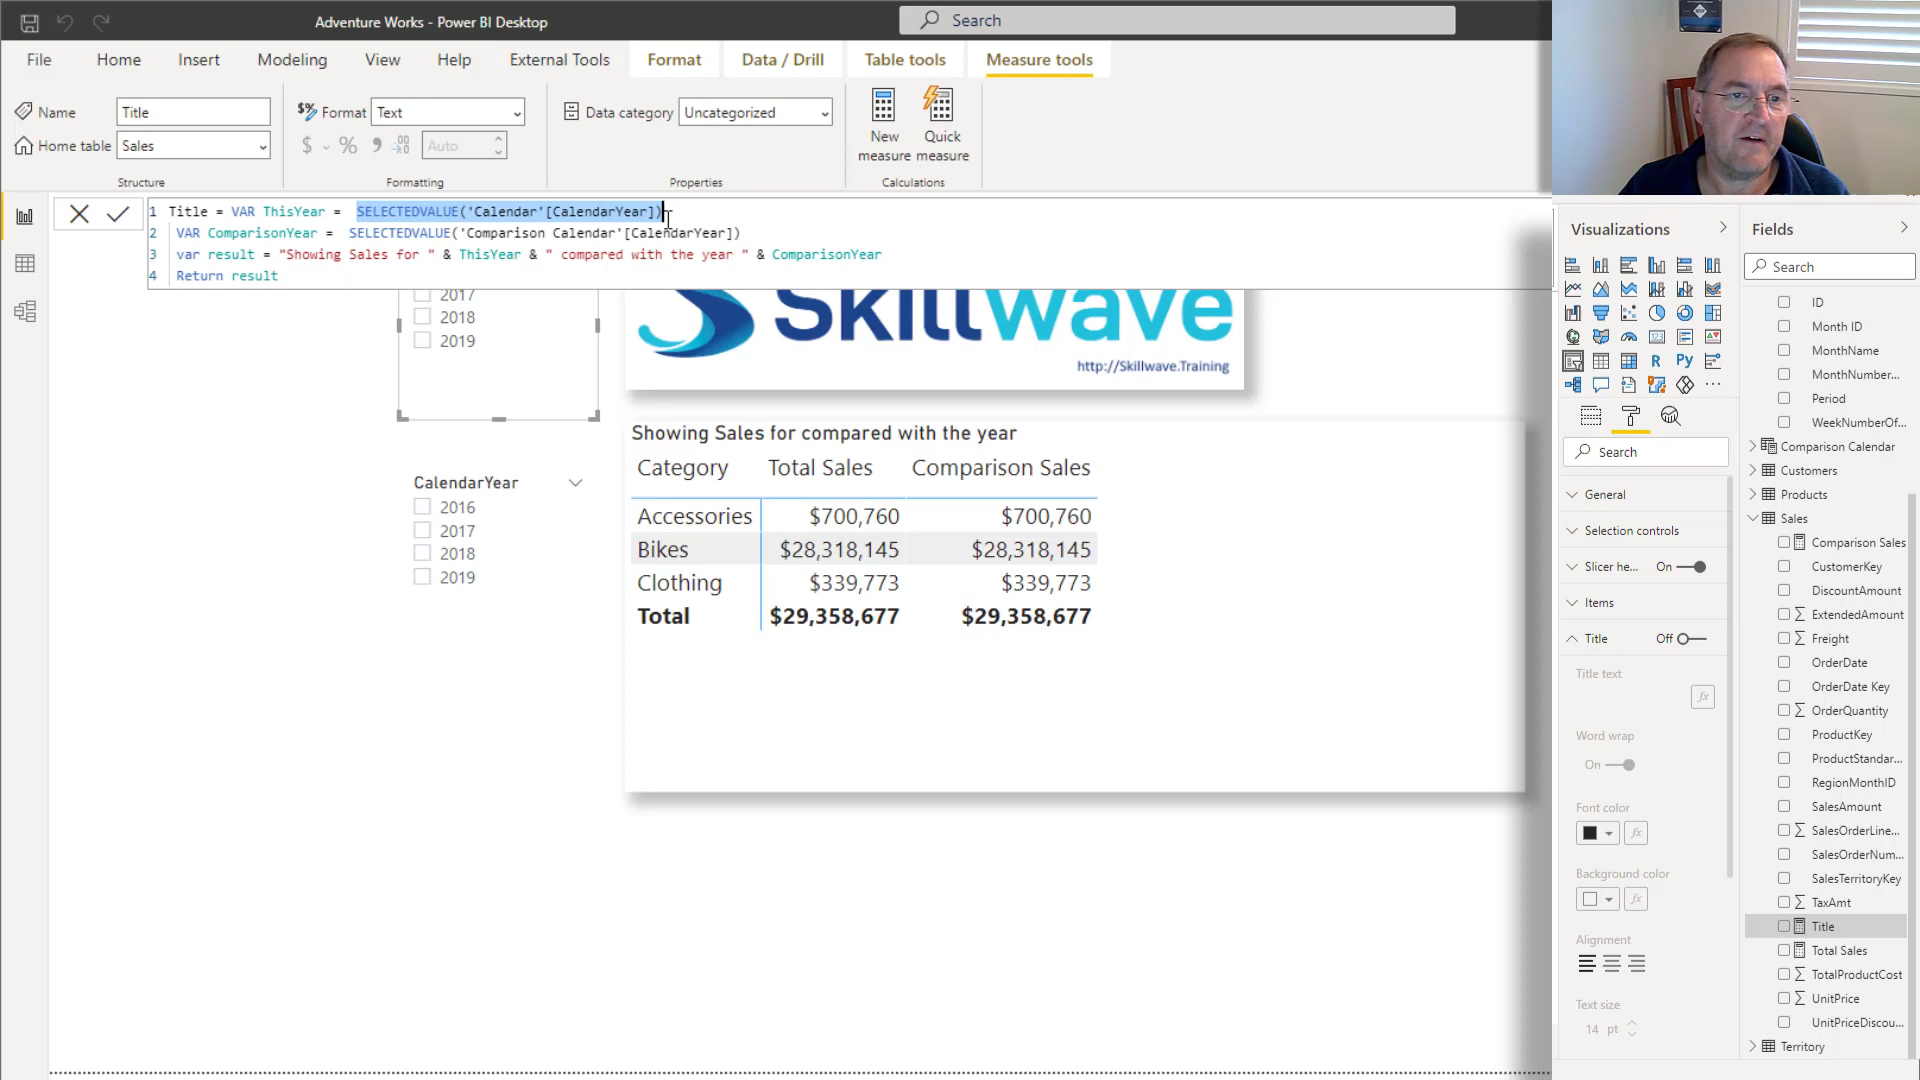 Adventure Works - Power BI Desktop
Search
File Home Insert Modeling View Help External Tools Format Data / Drill Table tools Measure tools
Name Title
Home table Sales
Structure
Format Text
$ % 9 Auto
Formatting
Data category Uncategorized
Properties
New measure
Quick measure
Calculations
1 Title = VAR ThisYear = SELECTEDVALUE('Calendar'[CalendarYear])
2 VAR ComparisonYear = SELECTEDVALUE('Comparison Calendar'[CalendarYear])
3 var result = "Showing Sales for " & ThisYear & " compared with the year " & ComparisonYear
4 Return result
2017
2018
2019
Skillwave
http://Skillwave.Training
CalendarYear
2016
2017
2018
2019
Showing Sales for compared with the year
Category Total Sales Comparison Sales
Accessories $700,760 $700,760
Bikes $28,318,145 $28,318,145
Clothing $339,773 $339,773
Total $29,358,677 $29,358,677
Visualizations
R Py
Search
General
Selection controls
Slicer he... On
Items
Title Off
Title text
fx
Word wrap
On
Font color
fx
Background color
fx
Alignment
Text size
14 pt
Fields
Search
ID
Month ID
MonthName
MonthNumber...
Period
WeekNumberOf...
Comparison Calendar
Customers
Products
Sales
Comparison Sales
CustomerKey
DiscountAmount
ExtendedAmount
Freight
OrderDate
OrderDate Key
OrderQuantity
ProductKey
ProductStandar...
RegionMonthID
SalesAmount
SalesOrderLine...
SalesOrderNum...
SalesTerritoryKey
TaxAmt
Title
Total Sales
TotalProductCost
UnitPrice
UnitPriceDiscou...
Territory